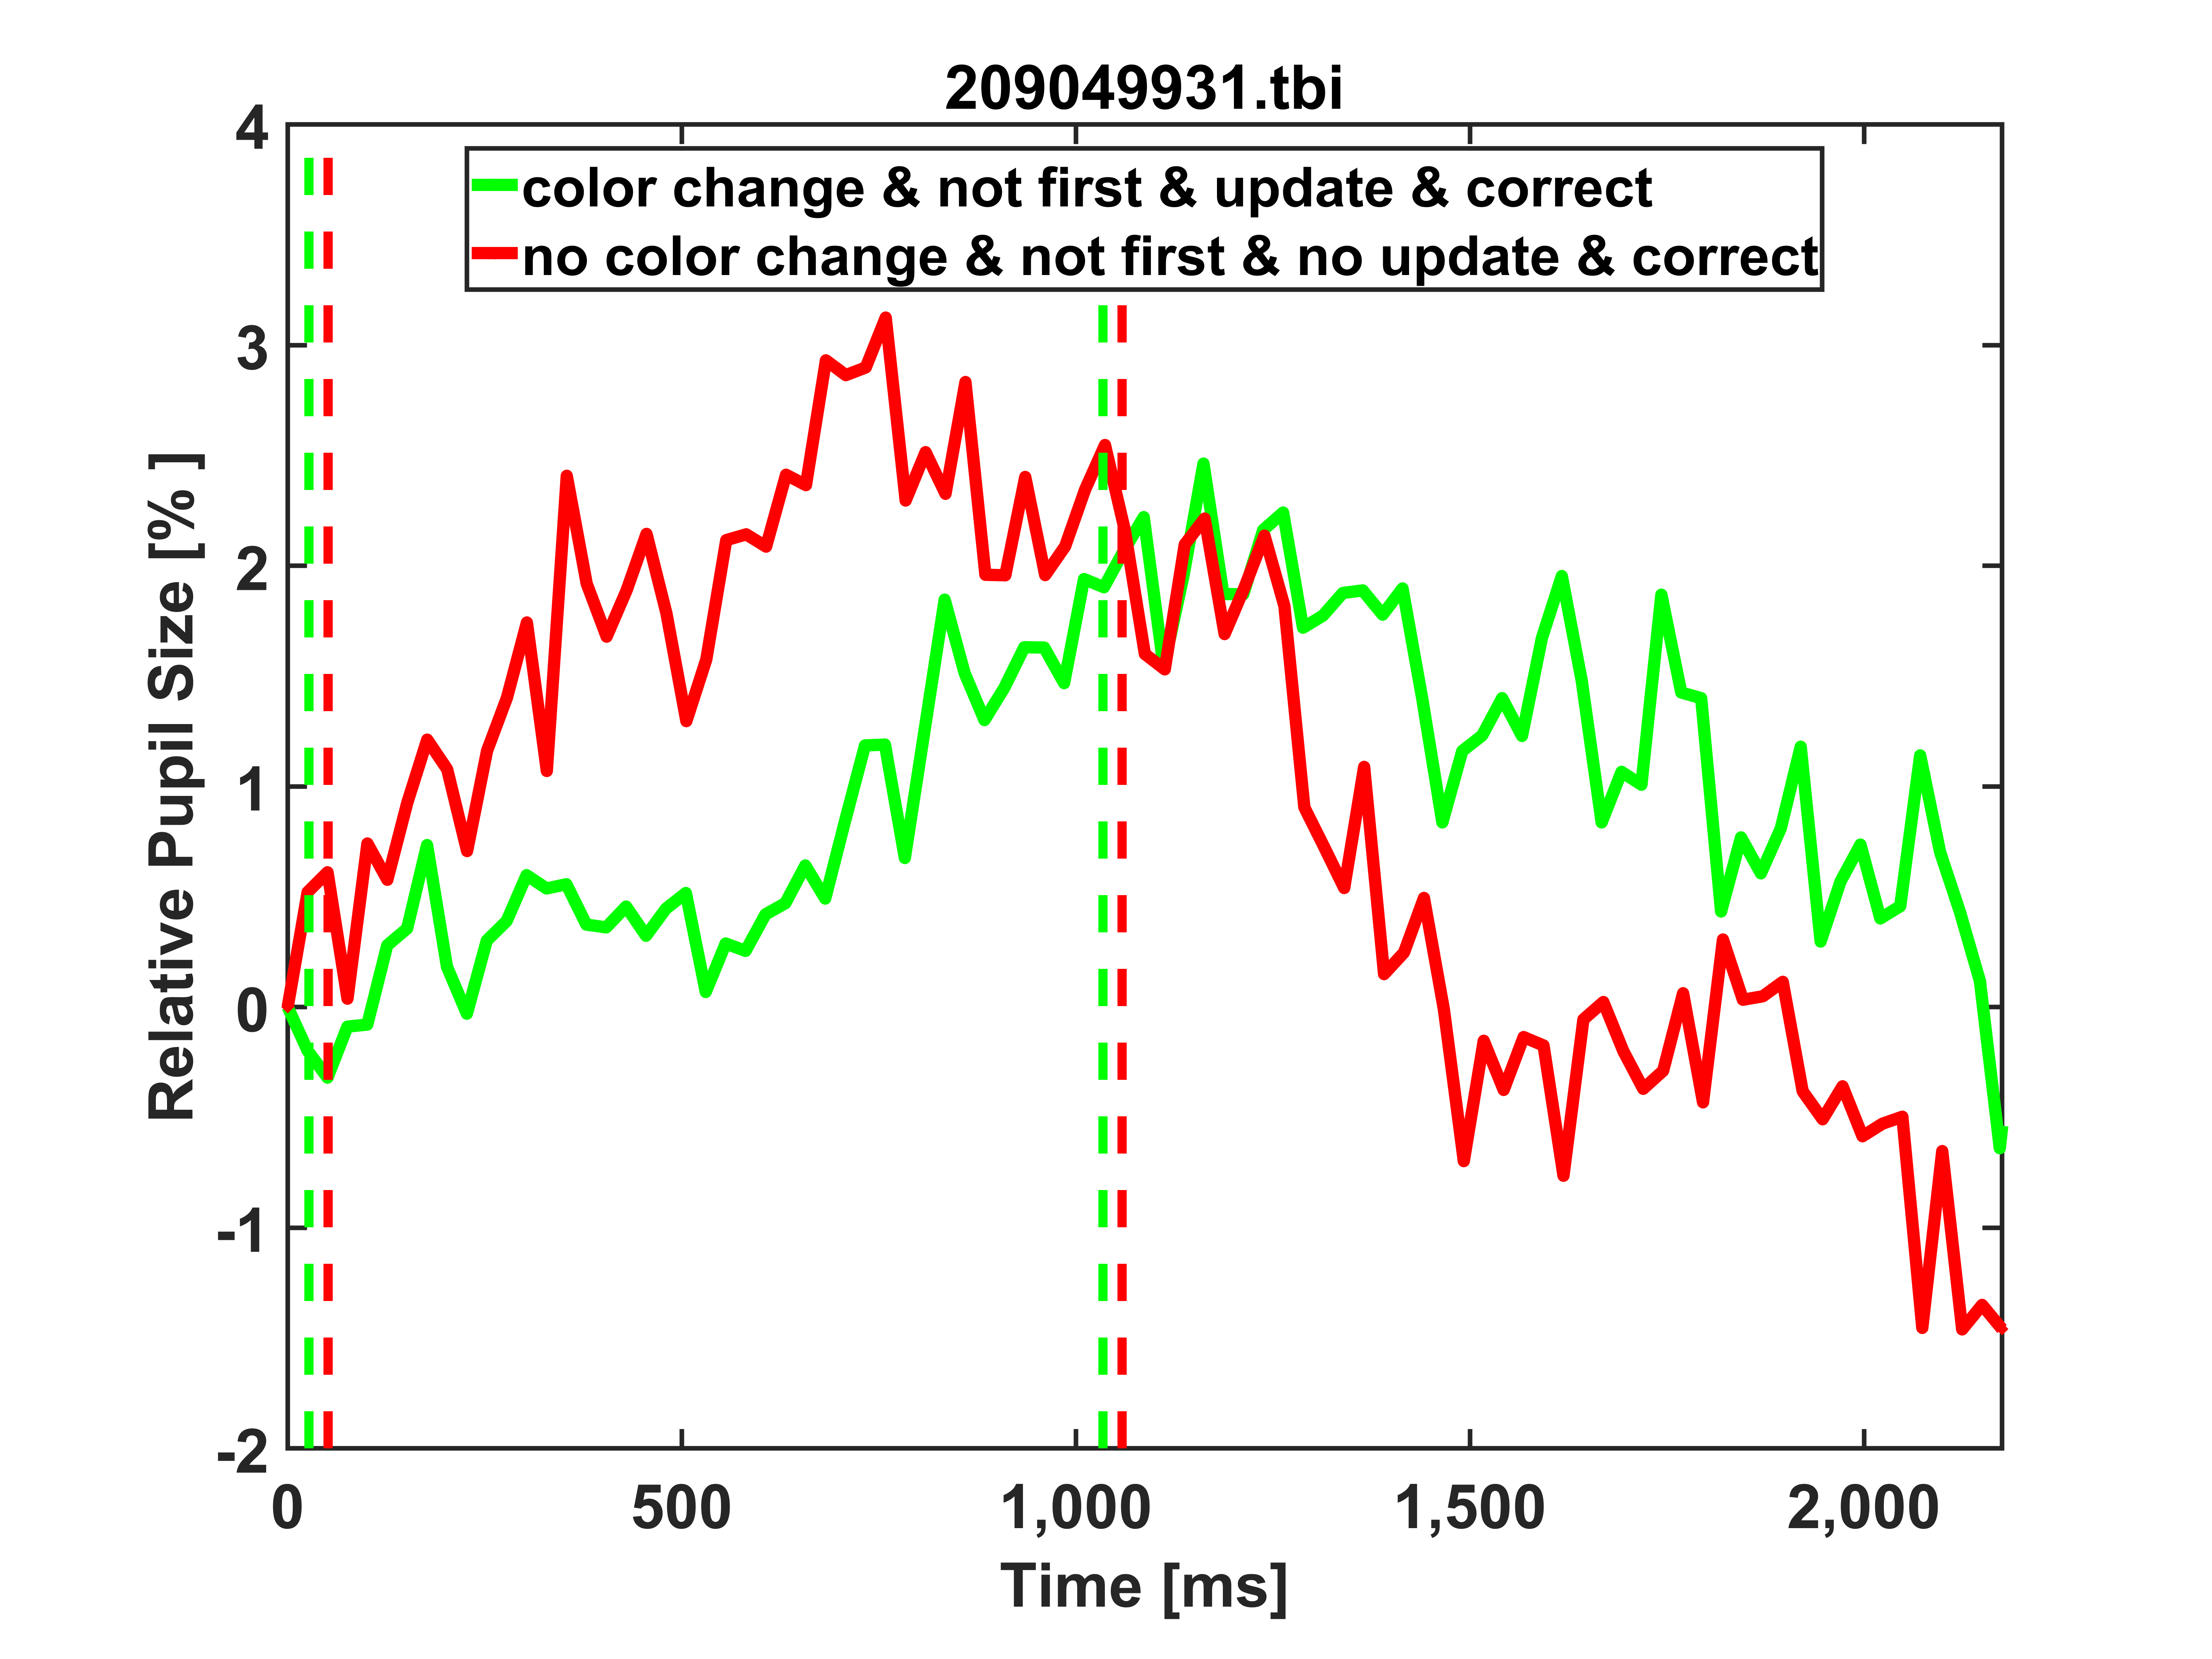 209049931.tbi
color change & not first & update & correct
no color change & not first & no update & correct
Relative Pupil Size [% ]
4
3
2
1
0
-1
-2
0 500 1,000 1,500 2,000
Time [ms]